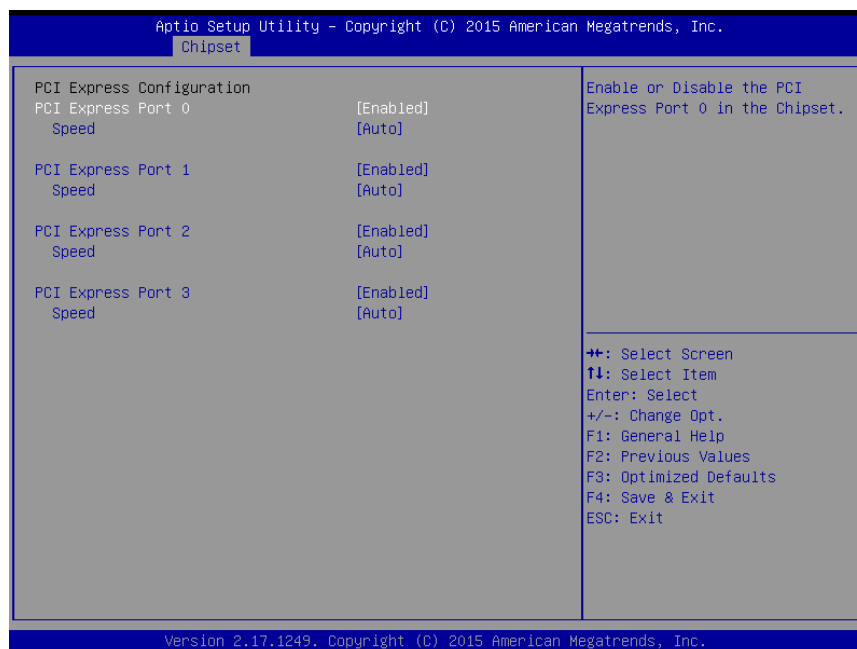 Aptio Setup Utility – Copyright (C) 2015 American Megatrends, Inc.
Chipset
PCI Express Configuration
PCI Express Port 0 [Enabled]
Speed [Auto]
PCI Express Port 1 [Enabled]
Speed [Auto]
PCI Express Port 2 [Enabled]
Speed [Auto]
PCI Express Port 3 [Enabled]
Speed [Auto]
Enable or Disable the PCI
Express Port 0 in the Chipset.
→←: Select Screen
↑↓: Select Item
Enter: Select
+/-: Change Opt.
F1: General Help
F2: Previous Values
F3: Optimized Defaults
F4: Save & Exit
ESC: Exit
Version 2.17.1249. Copyright (C) 2015 American Megatrends, Inc.